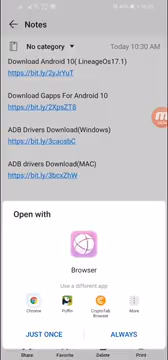 Notes
No category
Today 10:30 AM
Download Android 10( LineageOs17.1)
https://bit.ly/2yJrYuT
Download Gapps For Android 10
https://bit.ly/2XpsZT8
ADB Drivers Download(Windows)
https://bit.ly/3caosbC
ADB drivers Download(MAC)
https://bit.ly/3bcxZhW
Open with
Browser
Use a different app
Chrome
Puffin
CryptoTab
Browser
More
JUST ONCE
ALWAYS
Share
Favorite
Delete
Print